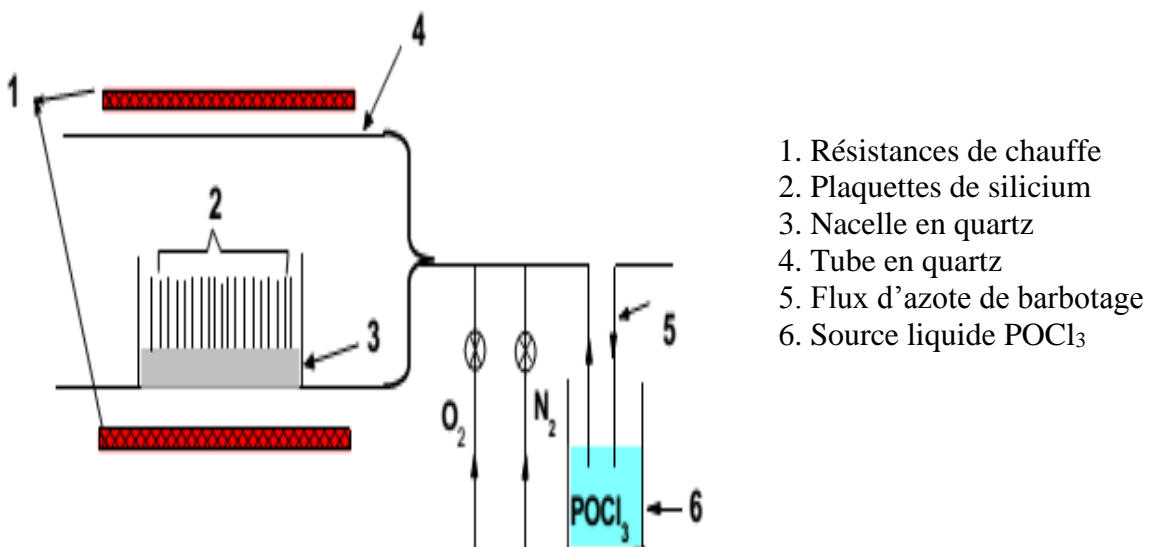 4
1
2
3
5
O2
N2
POCl3
6
1. Résistances de chauffe
2. Plaquettes de silicium
3. Nacelle en quartz
4. Tube en quartz
5. Flux d’azote de barbotage
6. Source liquide POCl3